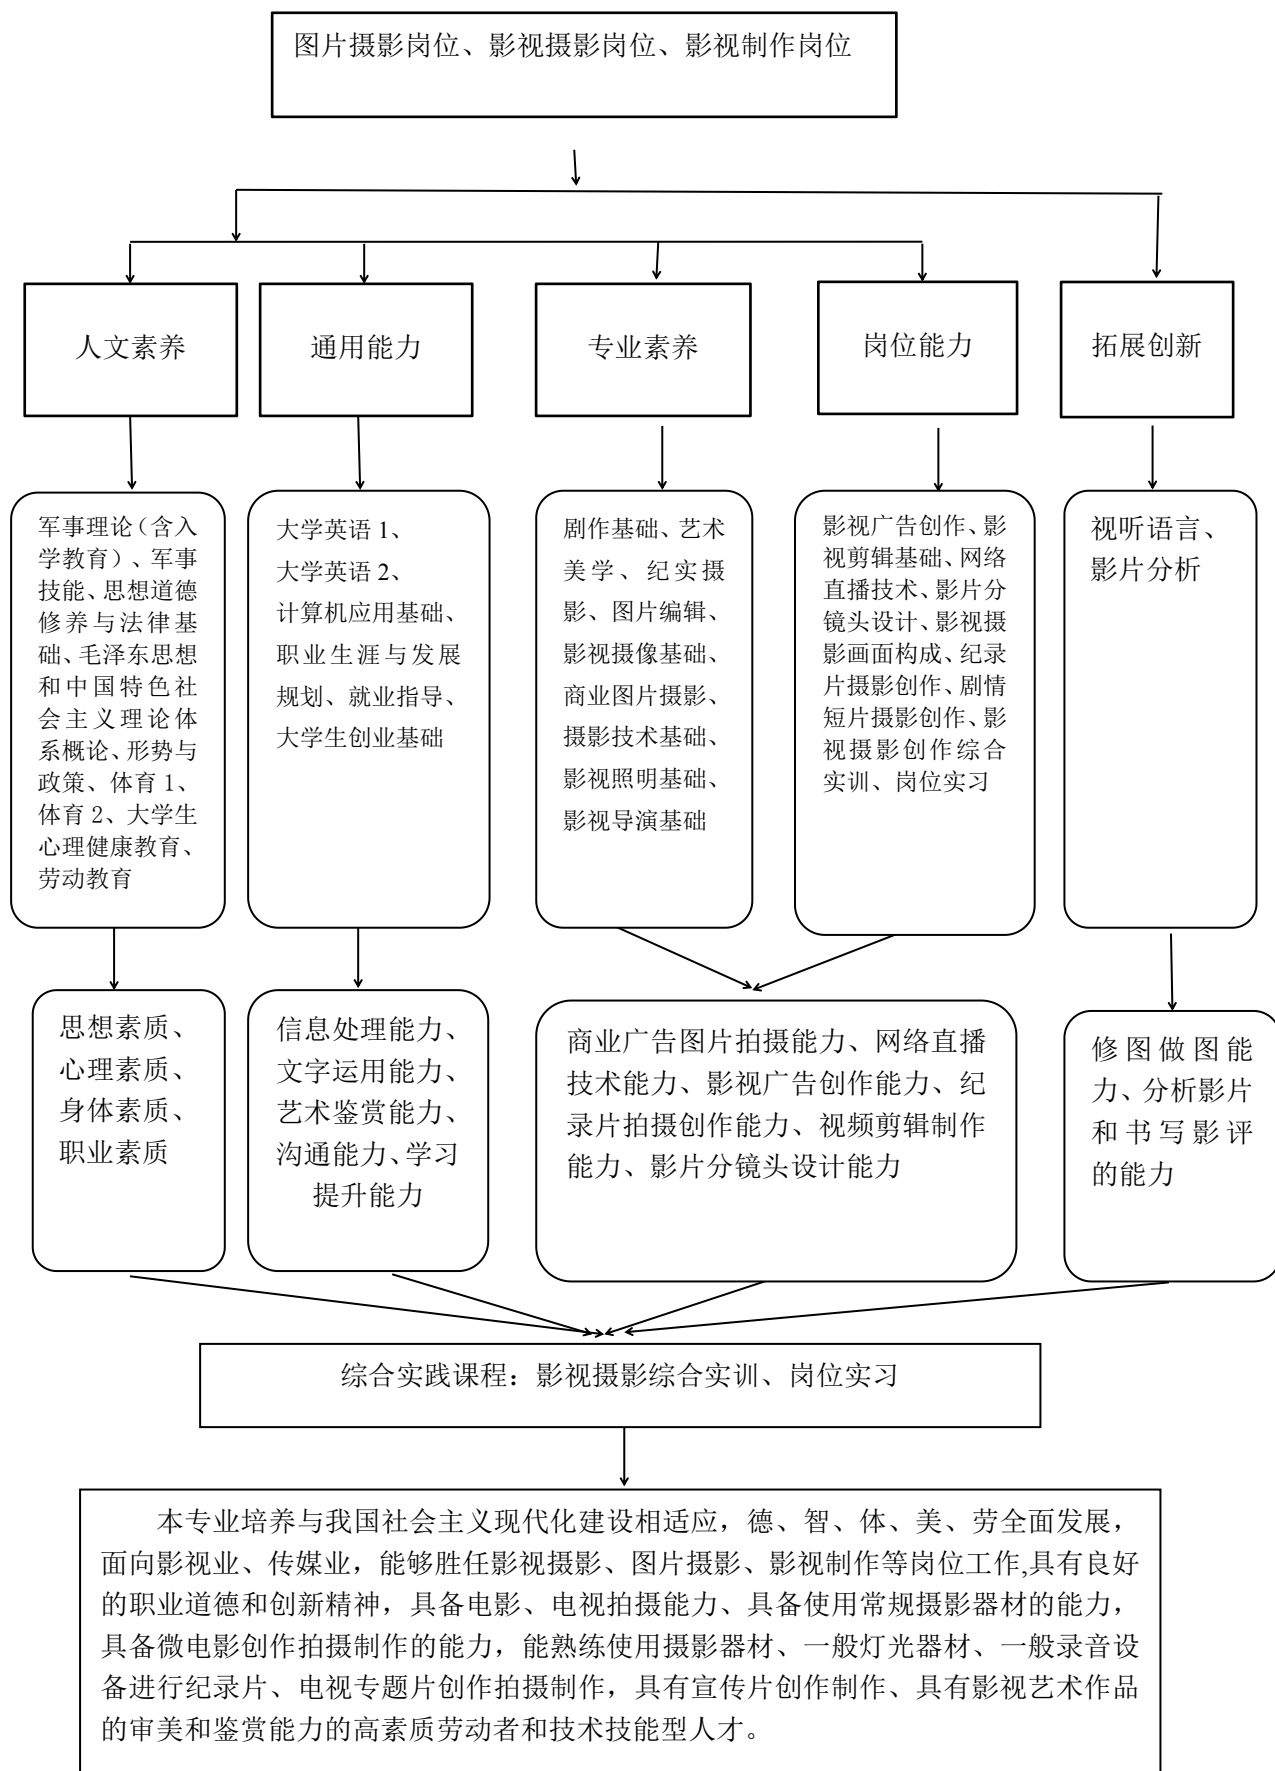 图片摄影岗位、影视摄影岗位、影视制作岗位
人文素养
通用能力
专业素养
岗位能力
拓展创新
军事理论（含入
学教育）、军事
技能、思想道德
修养与法律基
础、毛泽东思想
和中国特色社
会主义理论体
系概论、形势与
政策、体育 1、
体育 2、大学生
心理健康教育、
劳动教育
大学英语 1、
大学英语 2、
计算机应用基础、
职业生涯与发展
规划、就业指导、
大学生创业基础
剧作基础、艺术
美学、纪实摄
影、图片编辑、
影视摄像基础、
商业图片摄影、
摄影技术基础、
影视照明基础、
影视导演基础
影视广告创作、影
视剪辑基础、网络
直播技术、影片分
镜头设计、影视摄
影画面构成、纪录
片摄影创作、剧情
短片摄影创作、影
视摄影创作综合
实训、岗位实习
视听语言、
影片分析
思想素质、
心理素质、
身体素质、
职业素质
信息处理能力、
文字运用能力、
艺术鉴赏能力、
沟通能力、学习
提升能力
商业广告图片拍摄能力、网络直播
技术能力、影视广告创作能力、纪
录片拍摄创作能力、视频剪辑制作
能力、影片分镜头设计能力
修图做图能
力、分析影片
和书写影评
的能力
综合实践课程：影视摄影综合实训、岗位实习
本专业培养与我国社会主义现代化建设相适应，德、智、体、美、劳全面发展，
面向影视业、传媒业，能够胜任影视摄影、图片摄影、影视制作等岗位工作,具有良好
的职业道德和创新精神，具备电影、电视拍摄能力、具备使用常规摄影器材的能力，
具备微电影创作拍摄制作的能力，能熟练使用摄影器材、一般灯光器材、一般录音设
备进行纪录片、电视专题片创作拍摄制作，具有宣传片创作制作、具有影视艺术作品
的审美和鉴赏能力的高素质劳动者和技术技能型人才。